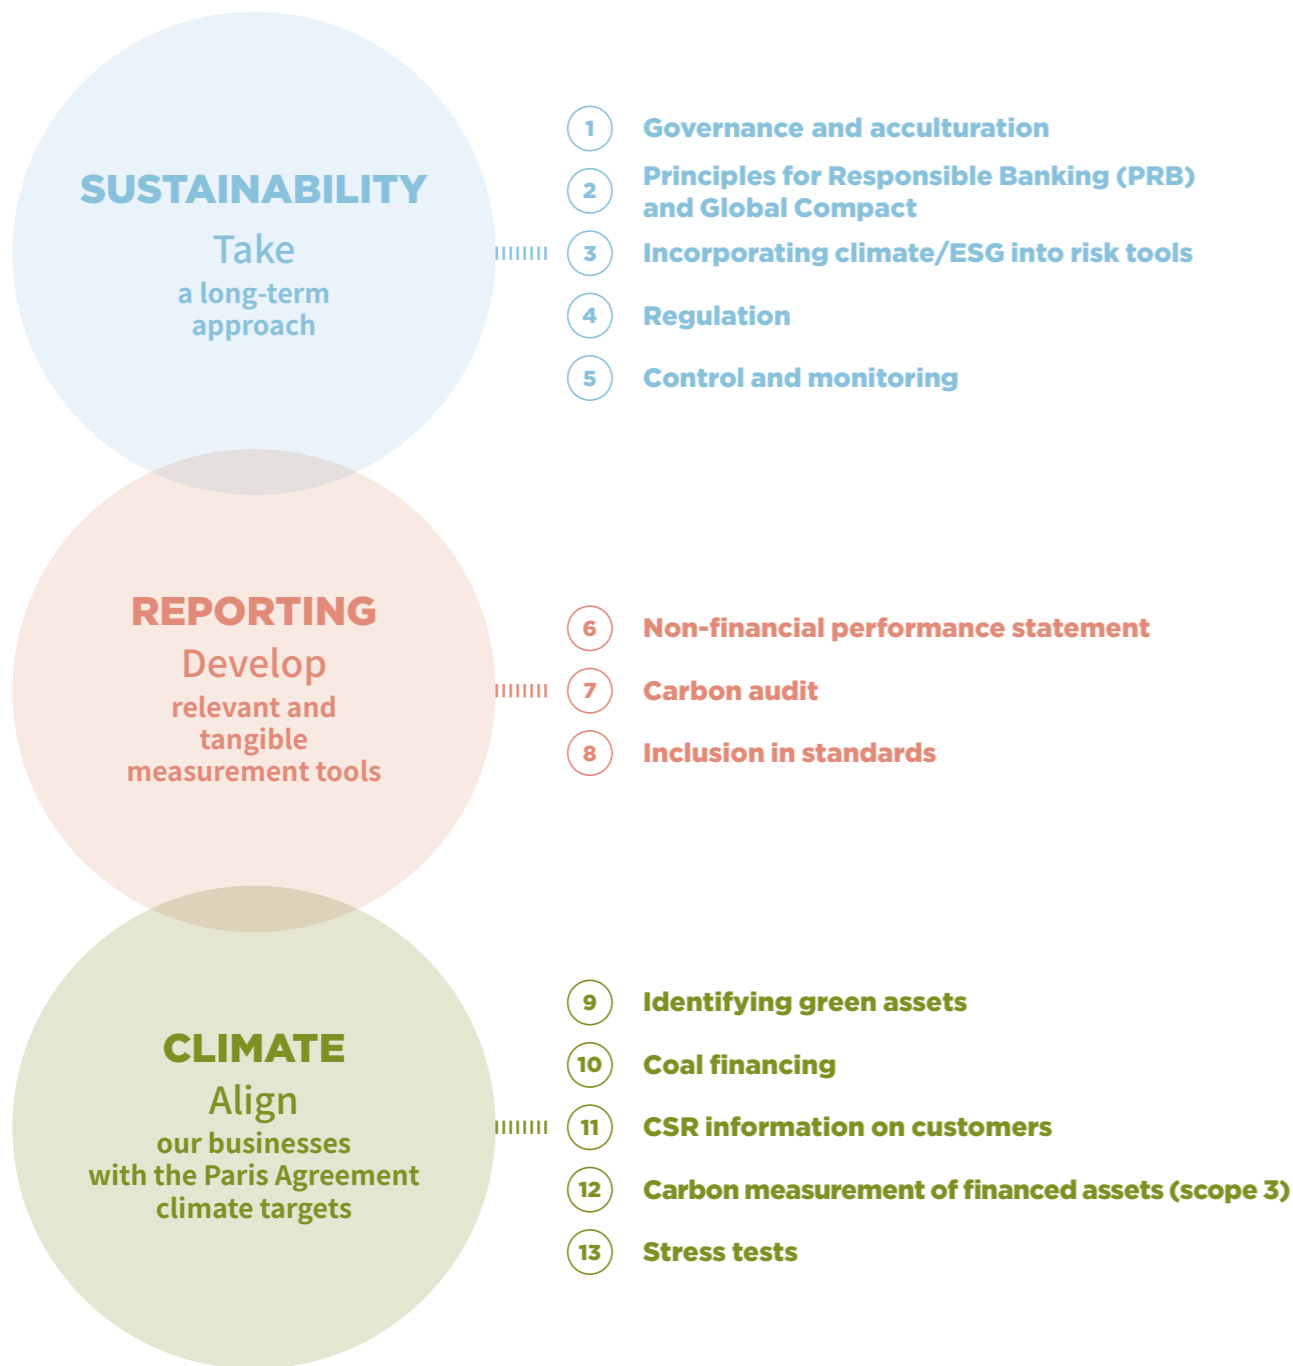 SUSTAINABILITY
Take
a long-term
approach
1 Governance and acculturation
2 Principles for Responsible Banking (PRB)
and Global Compact
3 Incorporating climate/ESG into risk tools
4 Regulation
5 Control and monitoring
REPORTING
Develop
relevant and
tangible
measurement tools
6 Non-financial performance statement
7 Carbon audit
8 Inclusion in standards
CLIMATE
Align
our businesses
with the Paris Agreement
climate targets
9 Identifying green assets
10 Coal financing
11 CSR information on customers
12 Carbon measurement of financed assets (scope 3)
13 Stress tests